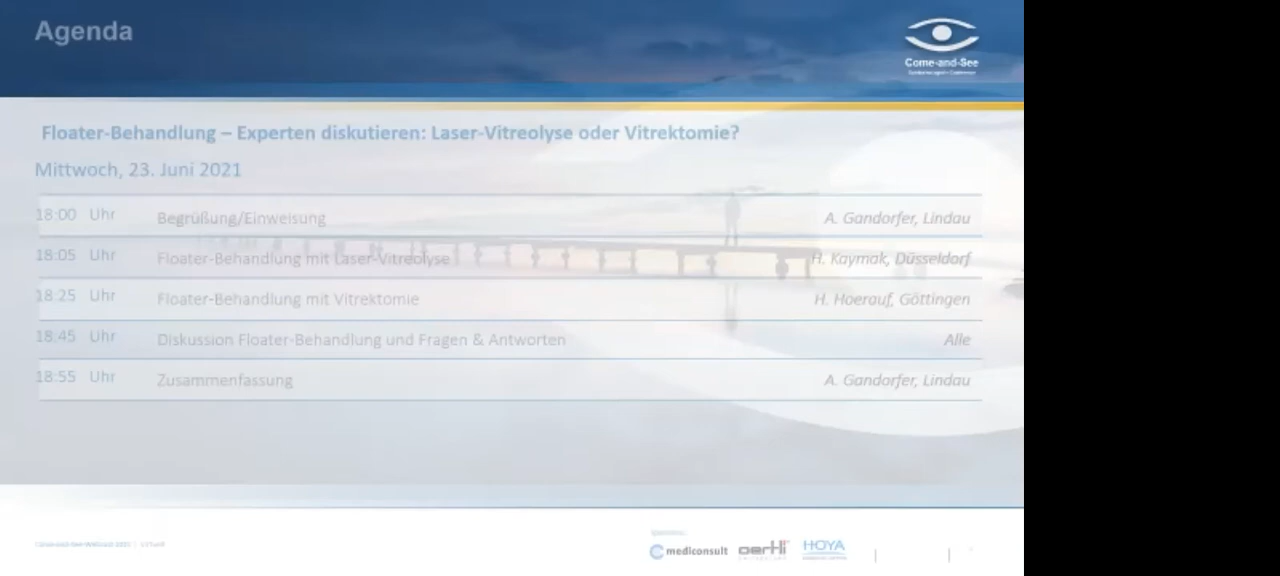 Agenda
Come-and-See
Floater-Behandlung – Experten diskutieren: Laser-Vitreolyse oder Vitrektomie?
Mittwoch, 23. Juni 2021
18:00 Uhr Begrüßung/Einweisung A. Gandorfer, Lindau
18:05 Uhr Floater-Behandlung mit Laser-Vitreolyse H. Kaymak, Düsseldorf
18:25 Uhr Floater-Behandlung mit Vitrektomie H. Hoerauf, Göttingen
18:45 Uhr Diskussion Floater-Behandlung und Fragen & Antworten Alle
18:55 Uhr Zusammenfassung A. Gandorfer, Lindau
mediconsult oertli HOYA